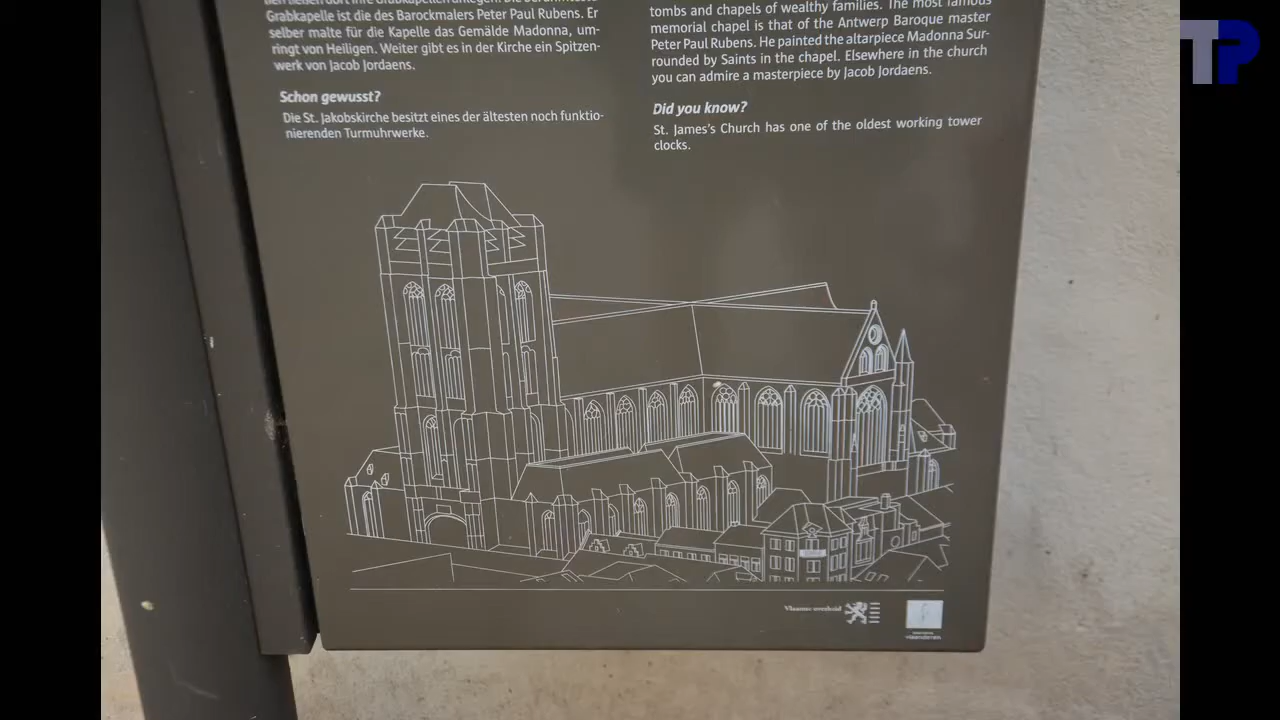 Grabkapelle ist die des Barockmalers Peter Paul Rubens. Er
selber malte für die Kapelle das Gemälde Madonna, um-
ringt von Heiligen. Weiter gibt es in der Kirche ein Spitzen-
werk von Jacob Jordaens.
Schon gewusst?
Die St. Jakobskirche besitzt eines der ältesten noch funktio-
nierenden Turmuhrwerke.
tombs and chapels of wealthy families. The most famous
memorial chapel is that of the Antwerp Baroque master
Peter Paul Rubens. He painted the altarpiece Madonna Sur-
rounded by Saints in the chapel. Elsewhere in the church
you can admire a masterpiece by Jacob Jordaens.
Did you know?
St. James's Church has one of the oldest working tower
clocks.
Vlaamse overheid
vlaanderen
TP